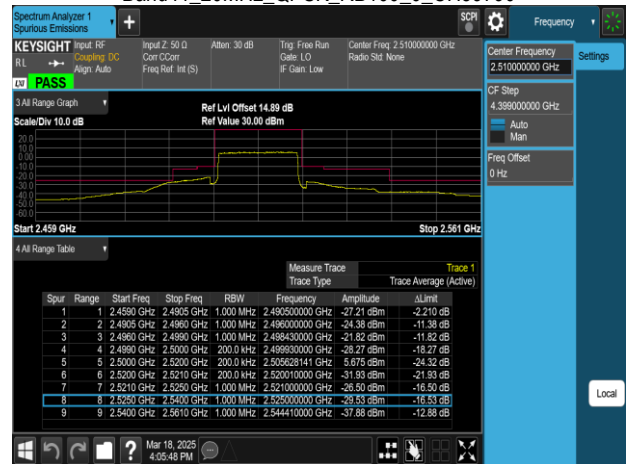 Spectrum Analyzer 1
Spurious Emissions
+
SCPI
Frequency
KEYSIGHT
Input: RF
Input Z: 50 Ω
Atten: 30 dB
Trig: Free Run
Center Freq: 2.510000000 GHz
RL
Coupling: DC
Corr CCorr
Gate: LO
Radio Std: None
Align: Auto
Freq Ref: Int (S)
IF Gain: Low
LXI
PASS
Center Frequency
2.510000000 GHz
Settings
CF Step
4.399000000 GHz
Auto
Man
Freq Offset
0 Hz
3 All Range Graph
Ref Lvl Offset 14.89 dB
Scale/Div 10.0 dB
Ref Value 30.00 dBm
20.0
10.0
0.00
-10.0
-20.0
-30.0
-40.0
-50.0
-60.0
Start 2.459 GHz
Stop 2.561 GHz
4 All Range Table
Measure Trace Trace 1
Trace Type Trace Average (Active)
Spur Range Start Freq Stop Freq RBW Frequency Amplitude ΔLimit
1 1 2.4590 GHz 2.4905 GHz 1.000 MHz 2.490500000 GHz -27.21 dBm -2.210 dB
2 2 2.4905 GHz 2.4960 GHz 1.000 MHz 2.496000000 GHz -24.38 dBm -11.38 dB
3 3 2.4960 GHz 2.4990 GHz 1.000 MHz 2.498430000 GHz -21.82 dBm -11.82 dB
4 4 2.4990 GHz 2.5000 GHz 200.0 kHz 2.499930000 GHz -28.27 dBm -18.27 dB
5 5 2.5000 GHz 2.5200 GHz 200.0 kHz 2.505628141 GHz 5.675 dBm -24.32 dB
6 6 2.5200 GHz 2.5210 GHz 200.0 kHz 2.520010000 GHz -31.93 dBm -21.93 dB
7 7 2.5210 GHz 2.5250 GHz 1.000 MHz 2.521000000 GHz -26.50 dBm -16.50 dB
8 8 2.5250 GHz 2.5400 GHz 1.000 MHz 2.525000000 GHz -29.53 dBm -16.53 dB
9 9 2.5400 GHz 2.5610 GHz 1.000 MHz 2.544410000 GHz -37.88 dBm -12.88 dB
Local
?
Mar 18, 2025
4:05:48 PM